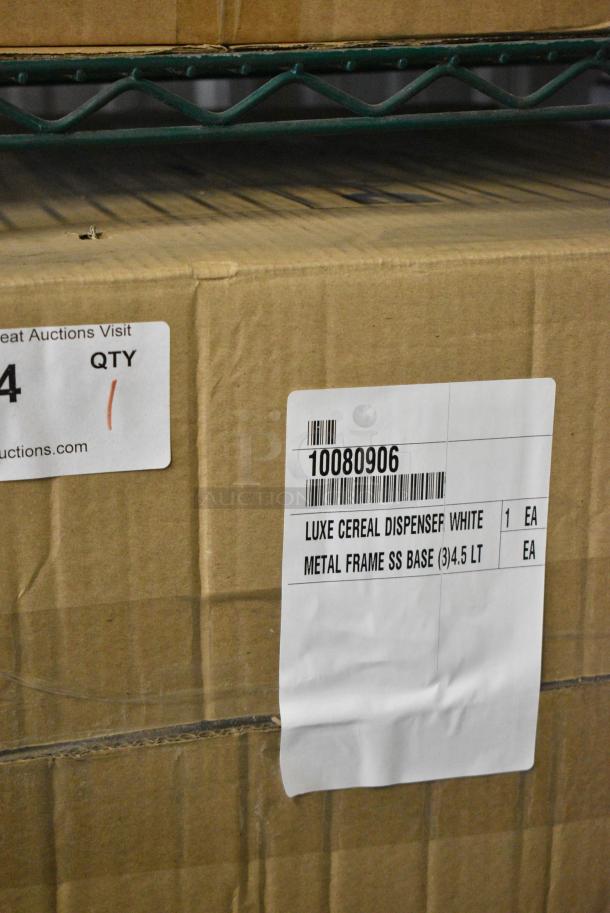 eat Auctions Visit
4 QTY
1
uctions.com
10080906
LUXE CEREAL DISPENSER WHITE 1 EA
METAL FRAME SS BASE (3)4.5 LT EA